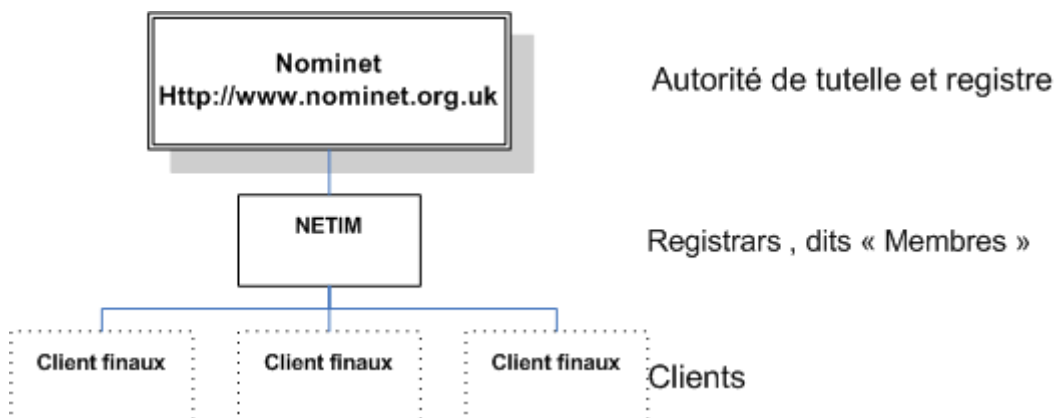 Nominet
Http://www.nominet.org.uk
Autorité de tutelle et registre
NETIM
Registrars , dits « Membres »
Client finaux
Client finaux
Client finaux
Clients